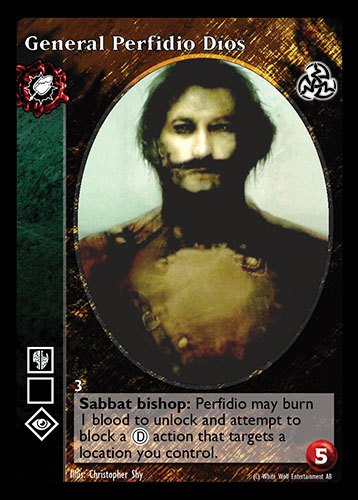 General Perfidio Dios
3
Sabbat bishop: Perfidio may burn
1 blood to unlock and attempt to
block a Ⓓ action that targets a
location you control.
5
Illus: Christopher Shy
(c) White Wolf Entertainment AB